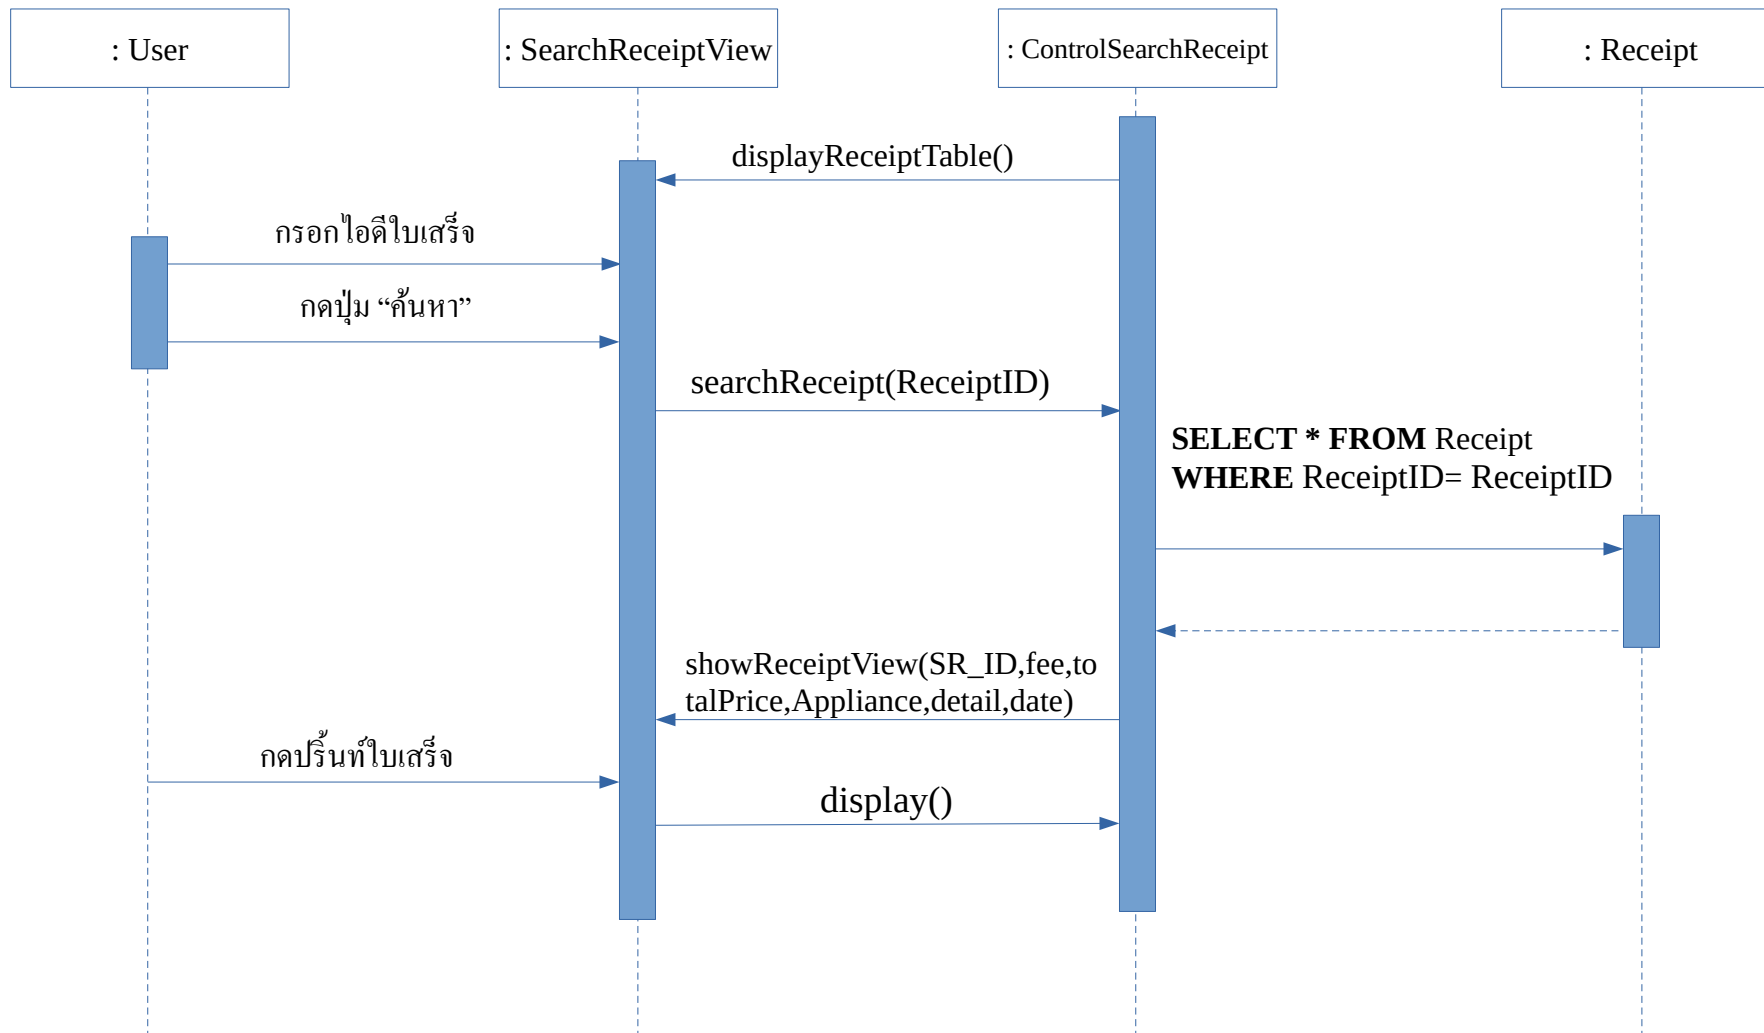 : User
: SearchReceiptView
: ControlSearchReceipt
: Receipt
displayReceiptTable()
กรอกไอดีใบเสร็จ
กดปุ่ม “ค้นหา”
searchReceipt(ReceiptID)
SELECT * FROM Receipt
WHERE ReceiptID= ReceiptID
showReceiptView(SR_ID,fee,to
talPrice,Appliance,detail,date)
กดปริ้นท์ใบเสร็จ
display()